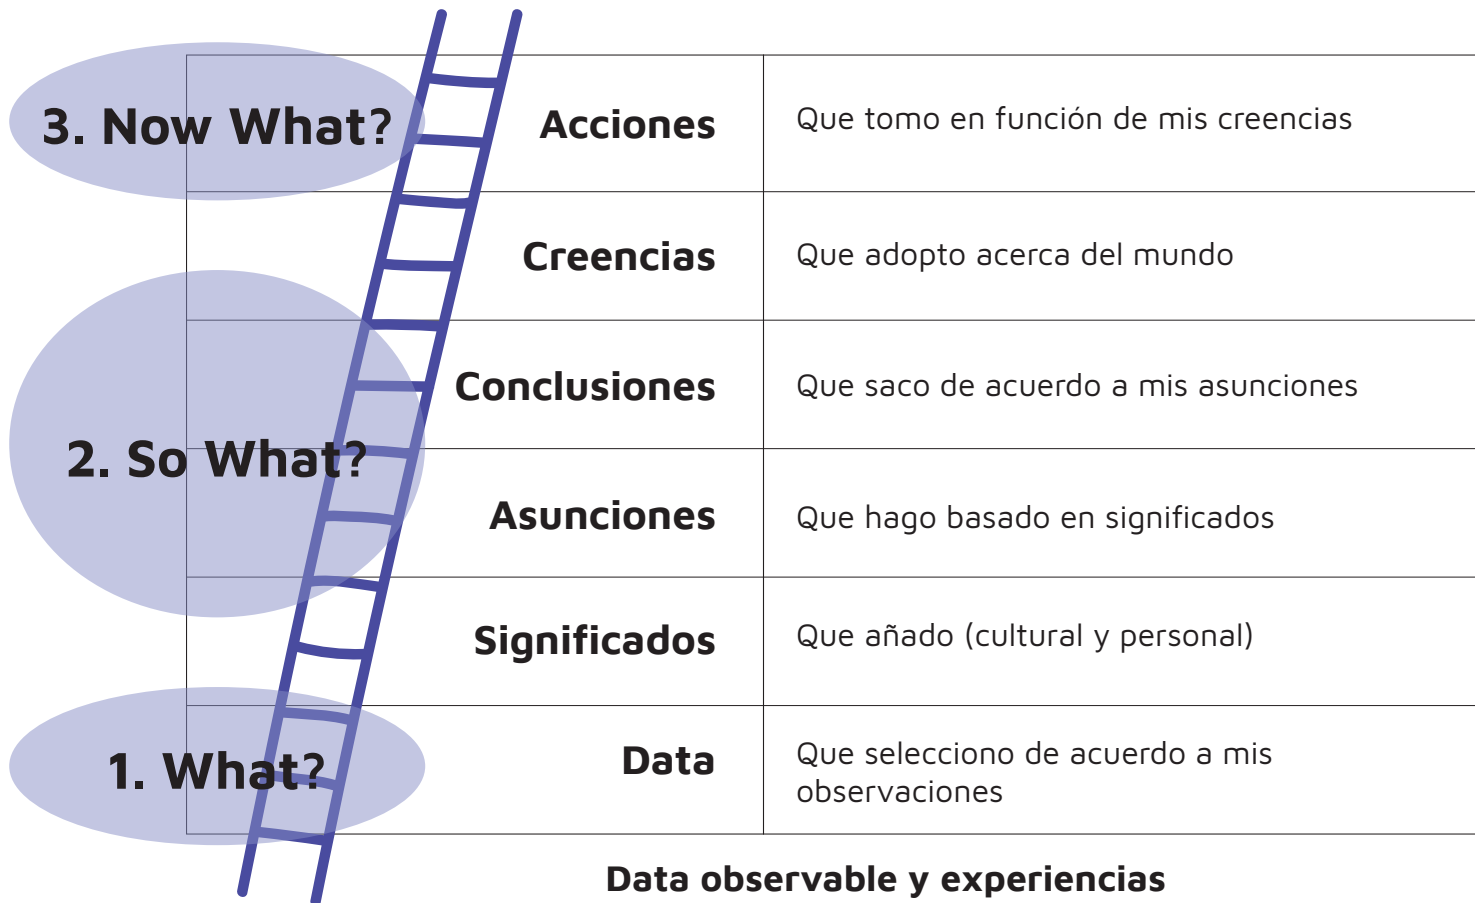 3. Now What?
Acciones
Que tomo en función de mis creencias
Creencias
Que adopto acerca del mundo
2. So What?
Conclusiones
Que saco de acuerdo a mis asunciones
Asunciones
Que hago basado en significados
Significados
Que añado (cultural y personal)
1. What?
Data
Que selecciono de acuerdo a mis
observaciones
Data observable y experiencias